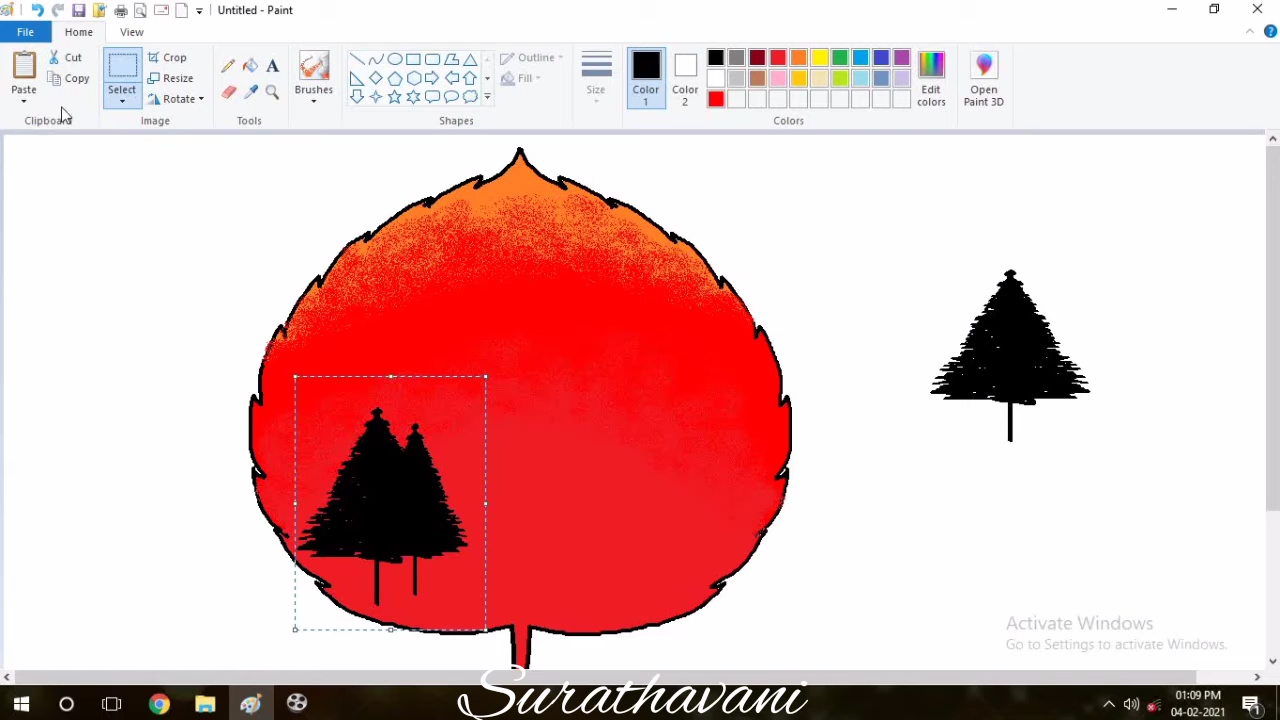 Untitled - Paint
File
Home
View
Paste
Cut
Copy
Clipboard
Select
Crop
Resize
Rotate
Image
A
Tools
Brushes
Outline
Fill
Shapes
Size
Color
1
Color
2
Colors
Edit
colors
Open
Paint 3D
Activate Windows
Go to Settings to activate Windows.
Surathavani
01:09 PM
04-02-2021
1